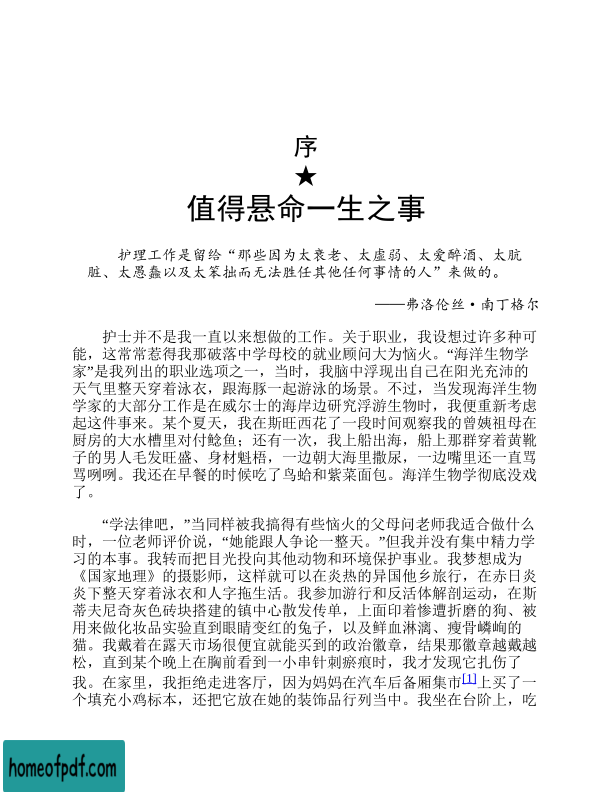 序
★
值得悬命一生之事
护理工作是留给“那些因为太衰老、太虚弱、太爱醉酒、太肮
脏、太愚蠢以及太笨拙而无法胜任其他任何事情的人”来做的。
——弗洛伦丝·南丁格尔
护士并不是我一直以来想做的工作。关于职业，我设想过许多种可
能，这常常惹得我那破落中学母校的就业顾问大为恼火。“海洋生物学
家”是我列出的职业选项之一，当时，我脑中浮现出自己在阳光充沛的
天气里整天穿着泳衣，跟海豚一起游泳的场景。不过，当发现海洋生物
学家的大部分工作是在威尔士的海岸边研究浮游生物时，我便重新考虑
起这件事来。某个夏天，我在斯旺西花了一段时间观察我的曾姨祖母在
厨房的大水槽里对付鲶鱼；还有一次，我上船出海，船上那群穿着黄靴
子的男人毛发旺盛、身材魁梧，一边朝大海里撒尿，一边嘴里还一直骂
骂咧咧。我还在早餐的时候吃了鸟蛤和紫菜面包。海洋生物学彻底没戏
了。
“学法律吧，”当同样被我搞得有些恼火的父母问老师我适合做什么
时，一位老师评价说，“她能跟人争论一整天。”但我并没有集中精力学
习的本事。我转而把目光投向其他动物和环境保护事业。我梦想成为
《国家地理》的摄影师，这样就可以在炎热的异国他乡旅行，在赤日炎
炎下整天穿着泳衣和人字拖生活。我参加游行和反活体解剖运动，在斯
蒂夫尼奇灰色砖块搭建的镇中心散发传单，上面印着惨遭折磨的狗、被
用来做化妆品实验直到眼睛变红的兔子，以及鲜血淋漓、瘦骨嶙峋的
猫。我戴着在露天市场很便宜就能买到的政治徽章，结果那徽章越戴越
松，直到某个晚上在胸前看到一小串针刺瘀痕时，我才发现它扎伤了
我。在家里，我拒绝走进客厅，因为妈妈在汽车后备厢集市[1]上买了一
个填充小鸡标本，还把它放在她的装饰品行列当中。我坐在台阶上，吃
homeofpdf.com